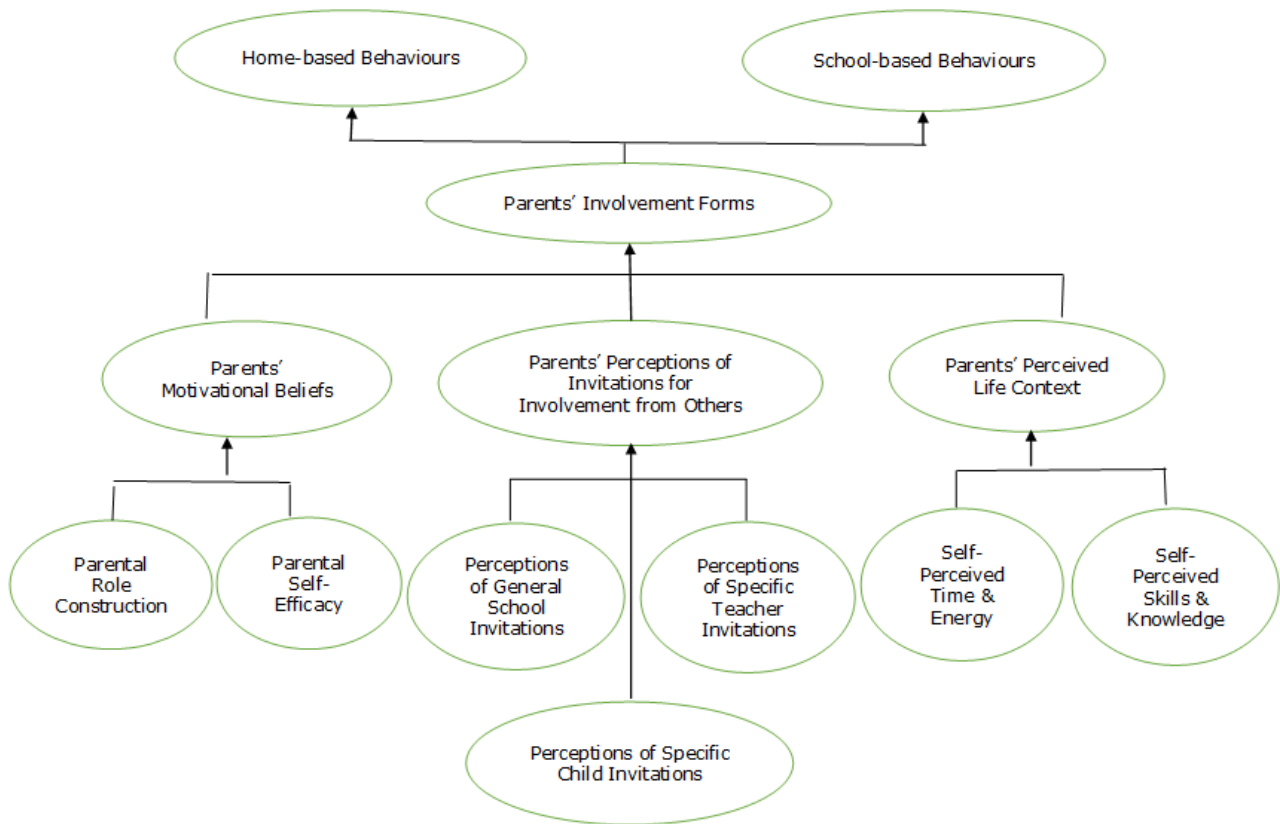 Home-based Behaviours
School-based Behaviours
Parents’ Involvement Forms
Parents’
Motivational Beliefs
Parents’ Perceptions of
Invitations for
Involvement from Others
Parents’ Perceived
Life Context
Parental
Role
Construction
Parental
Self-
Efficacy
Perceptions
of General
School
Invitations
Perceptions
of Specific
Teacher
Invitations
Self-
Perceived
Time &
Energy
Self-
Perceived
Skills &
Knowledge
Perceptions of Specific
Child Invitations